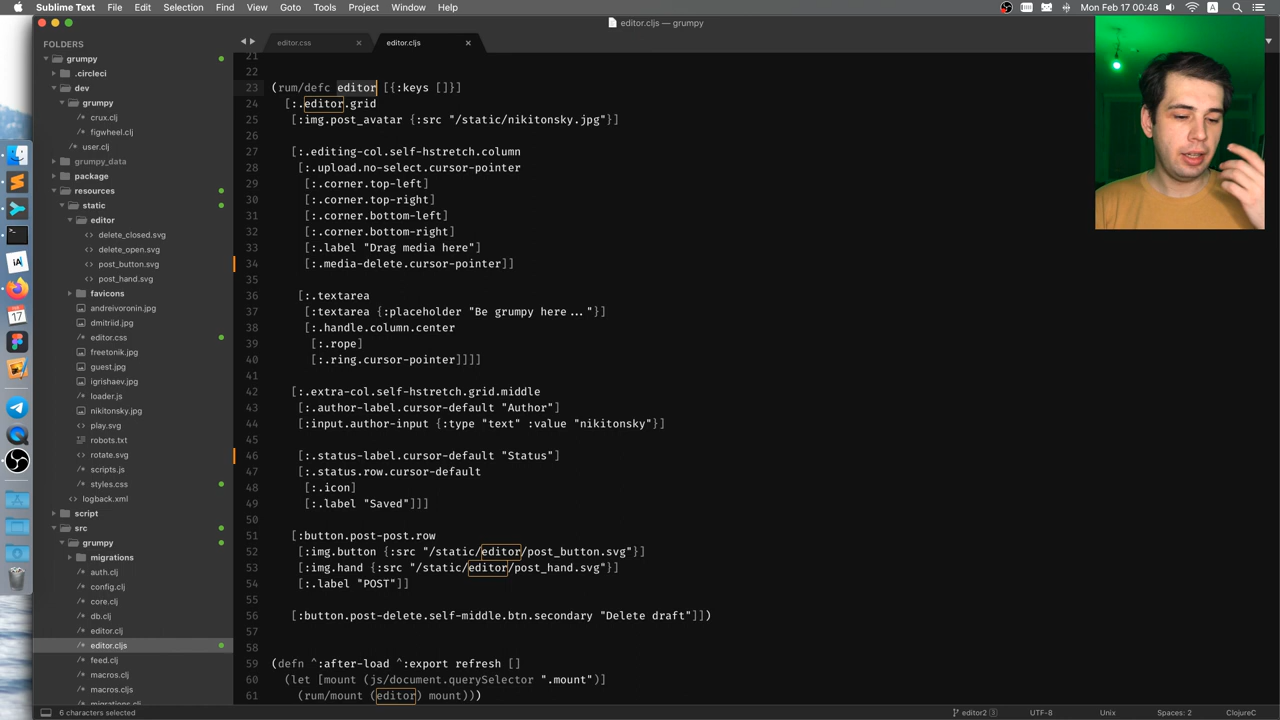 Sublime Text File Edit Selection Find View Goto Tools Project Window Help
Mon Feb 17 00:48
editor.cljs — grumpy
FOLDERS
grumpy
.circleci
dev
grumpy
crux.clj
figwheel.clj
user.clj
grumpy_data
package
resources
static
editor
delete_closed.svg
delete_open.svg
post_button.svg
post_hand.svg
favicons
andreivoronin.jpg
dmitriid.jpg
editor.css
freetonik.jpg
guest.jpg
igrishaev.jpg
loader.js
nikitonsky.jpg
play.svg
robots.txt
rotate.svg
scripts.js
styles.css
logback.xml
script
src
grumpy
migrations
auth.clj
config.clj
core.clj
db.clj
editor.clj
editor.cljs
feed.clj
macros.clj
macros.cljs
editor.css
editor.cljs
21
22
23 (rum/defc editor [{:keys []}]
24 [:.editor.grid
25 [:img.post_avatar {:src "/static/nikitonsky.jpg"}]
26
27 [:.editing-col.self-hstretch.column
28 [:.upload.no-select.cursor-pointer
29 [:.corner.top-left]
30 [:.corner.top-right]
31 [:.corner.bottom-left]
32 [:.corner.bottom-right]
33 [:.label "Drag media here"]
34 [:.media-delete.cursor-pointer]]
35
36 [:.textarea
37 [:textarea {:placeholder "Be grumpy here..."}]
38 [:.handle.column.center
39 [:.rope]
40 [:.ring.cursor-pointer]]]]
41
42 [:.extra-col.self-hstretch.grid.middle
43 [:.author-label.cursor-default "Author"]
44 [:input.author-input {:type "text" :value "nikitonsky"}]
45
46 [:.status-label.cursor-default "Status"]
47 [:.status.row.cursor-default
48 [:.icon]
49 [:.label "Saved"]]]
50
51 [:button.post-post.row
52 [:img.button {:src "/static/editor/post_button.svg"}]
53 [:img.hand {:src "/static/editor/post_hand.svg"}]
54 [:.label "POST"]]
55
56 [:button.post-delete.self-middle.btn.secondary "Delete draft"]])
57
58
59 (defn ^:after-load ^:export refresh []
60 (let [mount (js/document.querySelector ".mount")]
61 (rum/mount (editor) mount)))
6 characters selected
editor2 3 UTF-8 Unix Spaces: 2 ClojureC